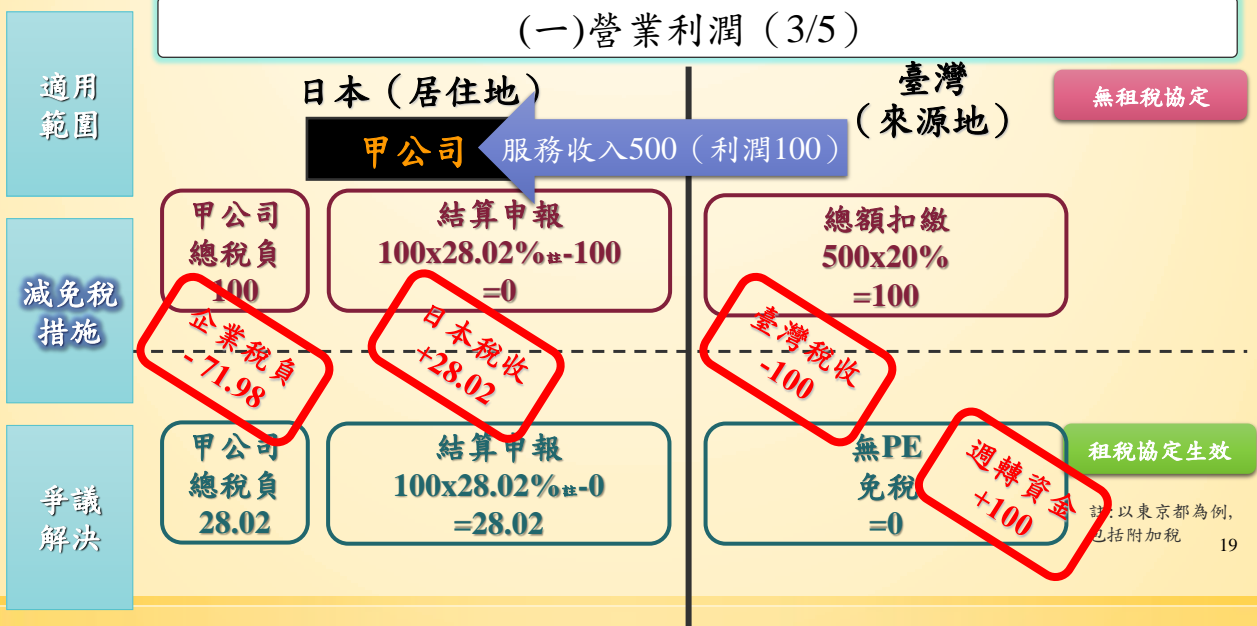 (一)營業利潤（3/5）
適用
範圍
減免稅
措施
爭議
解決
日本（居住地）
臺灣
（來源地）
無租稅協定
甲公司
服務收入500（利潤100）
甲公司
總稅負
100
結算申報
100x28.02%註-100
=0
總額扣繳
500x20%
=100
企業稅負
- 71.98
日本稅收
+28.02
臺灣稅收
-100
甲公司
總稅負
28.02
結算申報
100x28.02%註-0
=28.02
無PE
免稅
=0
週轉資金
+100
租稅協定生效
註:以東京都為例,
包括附加稅
19